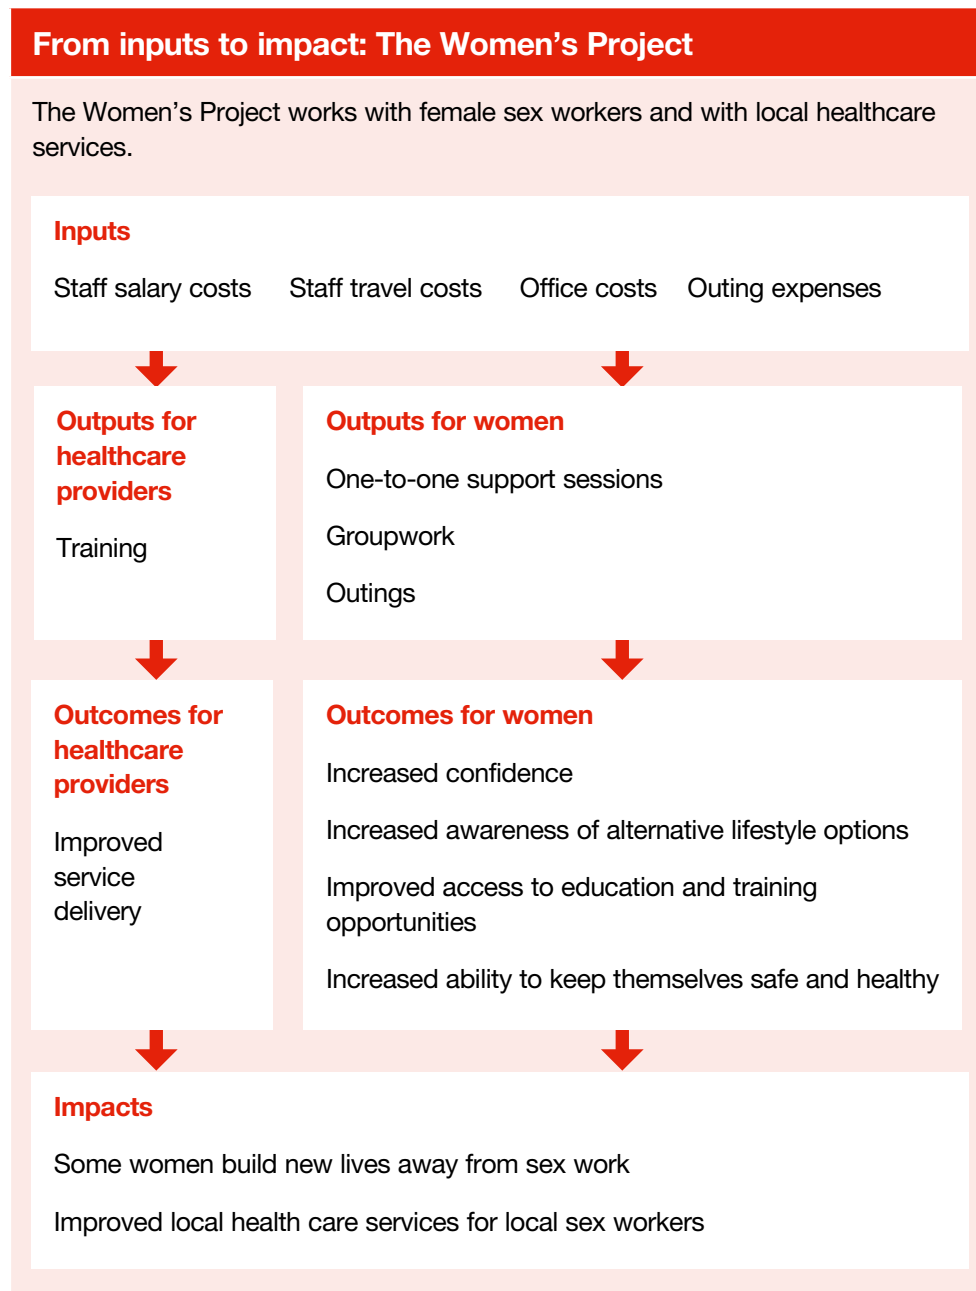 From inputs to impact: The Women’s Project
The Women’s Project works with female sex workers and with local healthcare
services.
Inputs
Staff salary costs Staff travel costs Office costs Outing expenses
Outputs for
healthcare
providers
Training
Outputs for women
One-to-one support sessions
Groupwork
Outings
Outcomes for
healthcare
providers
Improved
service
delivery
Outcomes for women
Increased confidence
Increased awareness of alternative lifestyle options
Improved access to education and training
opportunities
Increased ability to keep themselves safe and healthy
Impacts
Some women build new lives away from sex work
Improved local health care services for local sex workers